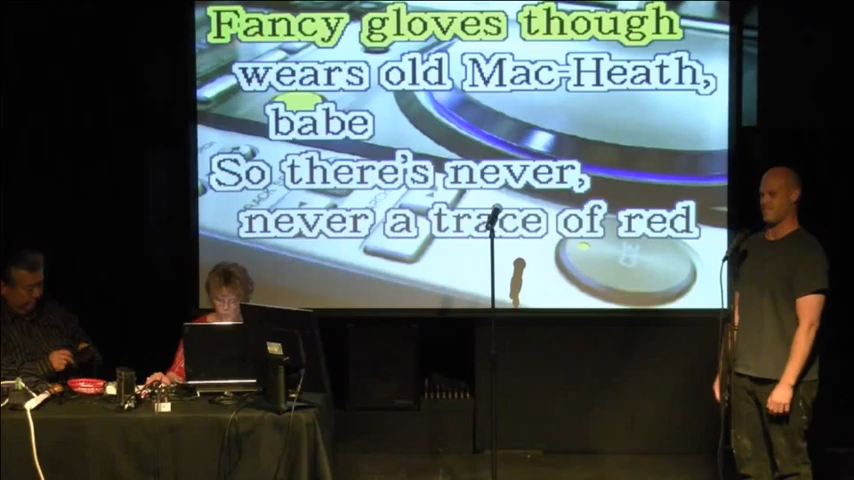 Fancy gloves though
wears old Mac-Heath,
babe
So there's never,
never a trace of red